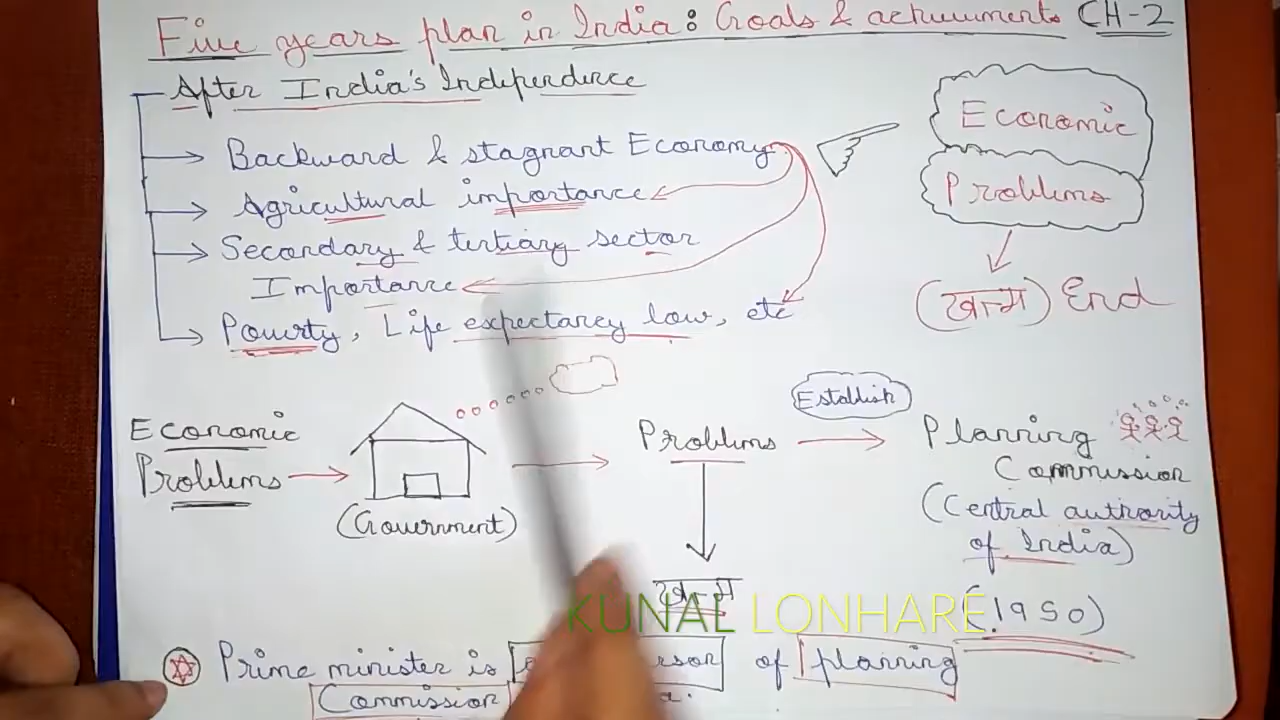 Five years plan in India: Goals & achievements CH-2
After India's Independence
Backward & stagnant Economy
Agricultural importance
Secondary & tertiary sector
Importance
Poverty, Life expectancy low, etc
Economic
Problems
(खत्म) End
Economic
Problems
(Government)
Problems
खत्म
Establish
Planning
Commission
(Central authority
of India)
(1950)
KUNAL LONHARE
Prime minister is of planning
Commission